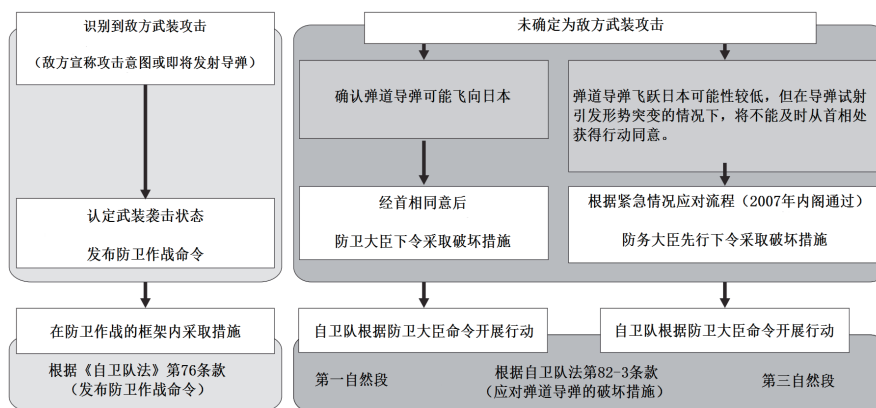 识别到敌方武装攻击
（敌方宣称攻击意图或即将发射导弹）
认定武装袭击状态
发布防卫作战命令
在防卫作战的框架内采取措施
根据《自卫队法》第76条款
（发布防卫作战命令）
未确定为敌方武装攻击
确认弹道导弹可能飞向日本
经首相同意后
防卫大臣下令采取破坏措施
自卫队根据防卫大臣命令开展行动
弹道导弹飞跃日本可能性较低，但在导弹试射
引发形势突变的情况下，将不能及时从首相处
获得行动同意。
根据紧急情况应对流程（2007年内阁通过）
防务大臣先行下令采取破坏措施
自卫队根据防卫大臣命令开展行动
第一自然段
根据自卫队法第82-3条款
（应对弹道导弹的破坏措施）
第三自然段